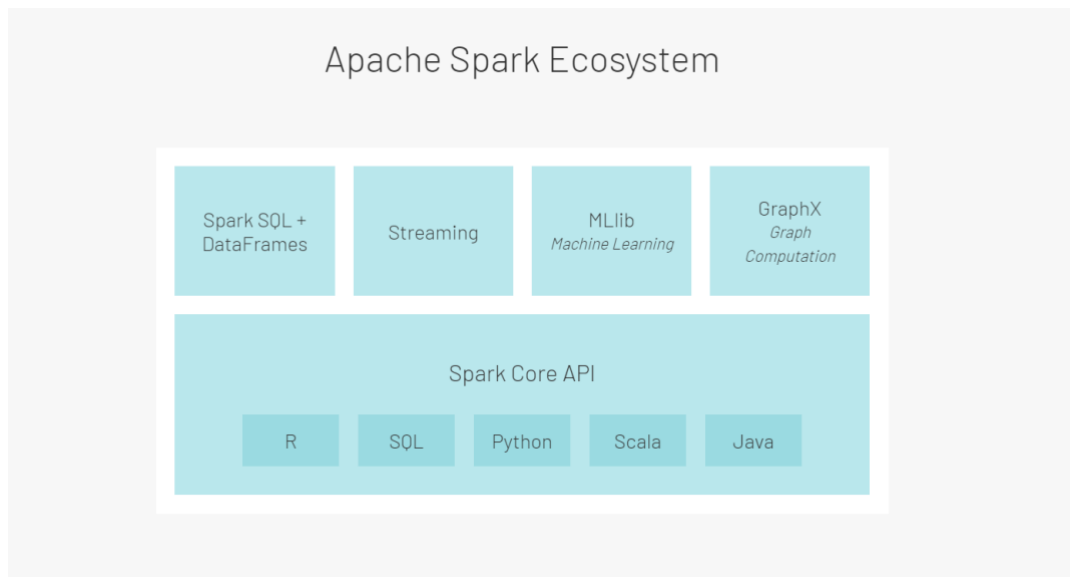 Apache Spark Ecosystem
Spark SQL +
DataFrames
Streaming
MLlib
Machine Learning
GraphX
Graph
Computation
Spark Core API
R
SQL
Python
Scala
Java